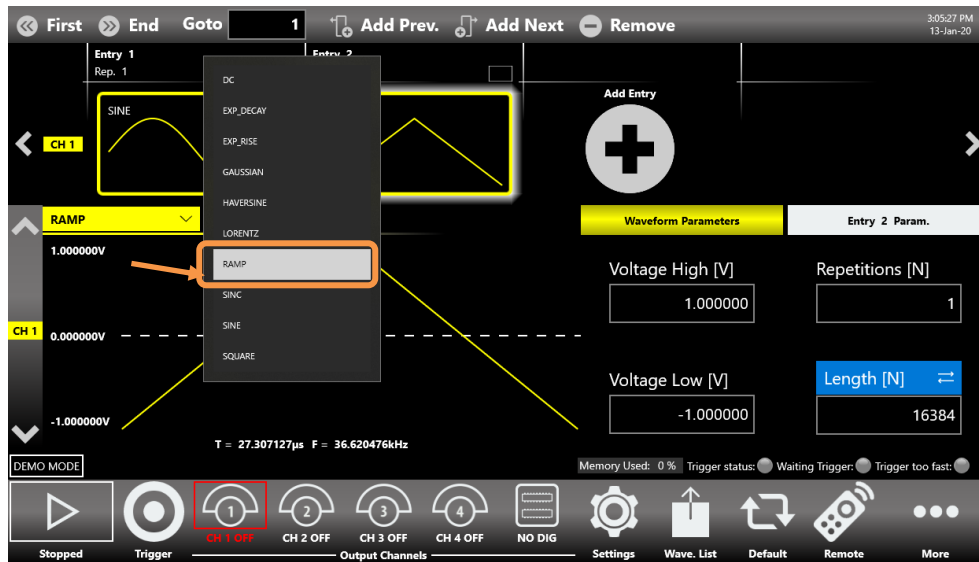 First End Goto 1 Add Prev. Add Next Remove
3:05:27 PM
13-Jan-20
Entry 1
Rep. 1
Entry 2
SINE
CH 1
Add Entry
DC
EXP_DECAY
EXP_RISE
GAUSSIAN
HAVERSINE
LORENTZ
RAMP
SINC
SINE
SQUARE
RAMP
1.000000V
CH 1
0.000000V
-1.000000V
T = 27.307127µs F = 36.620476kHz
Waveform Parameters
Entry 2 Param.
Voltage High [V]
1.000000
Repetitions [N]
1
Voltage Low [V]
-1.000000
Length [N]
16384
DEMO MODE
Memory Used: 0 % Trigger status: Waiting Trigger: Trigger too fast:
1 2 3 4
CH 1 OFF CH 2 OFF CH 3 OFF CH 4 OFF NO DIG
Stopped Trigger Output Channels Settings Wave. List Default Remote More